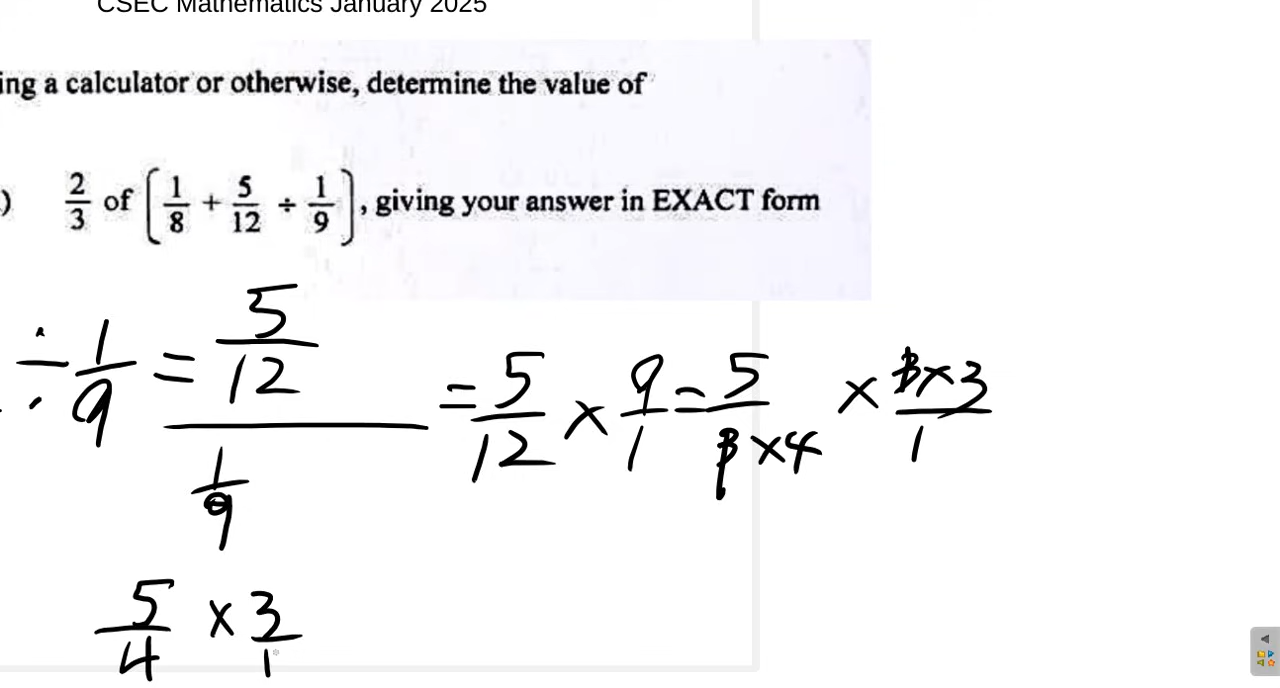 CSEC Mathematics January 2025
ing a calculator or otherwise, determine the value of
) 2/3 of [1/8 + 5/12 ÷ 1/9], giving your answer in EXACT form
÷ 1/9 = 5/12 / 1/9 = 5/12 × 9/1 = 5/3×4 × 3×3/1
5/4 × 3/1